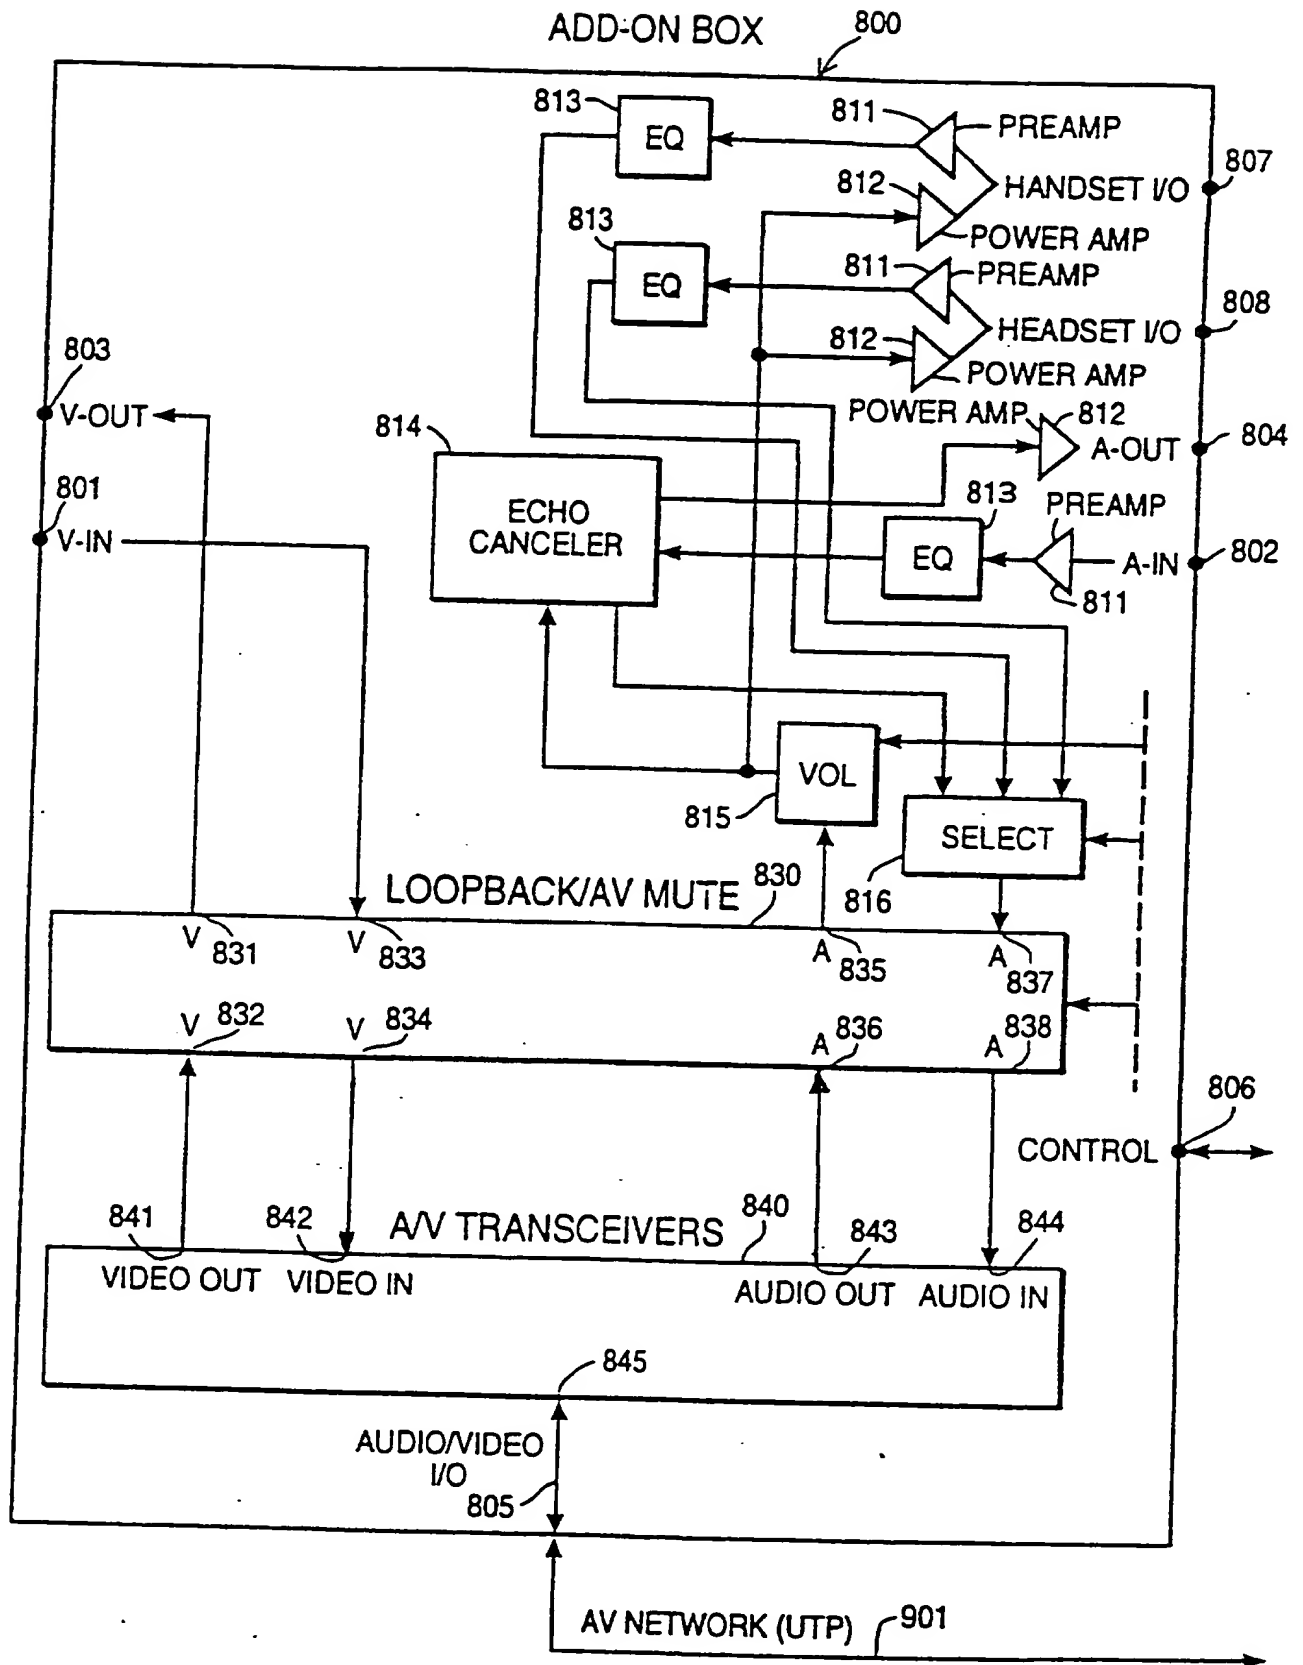 ADD-ON BOX
800
813
EQ
811
PREAMP
807
812
HANDSET I/O
POWER AMP
813
EQ
811
PREAMP
808
812
HEADSET I/O
POWER AMP
803
V-OUT
POWER AMP
812
814
A-OUT
804
801
V-IN
ECHO
CANCELER
813
PREAMP
EQ
A-IN
802
811
VOL
815
SELECT
816
LOOPBACK/AV MUTE
830
V
831
V
833
A
835
A
837
V
832
V
834
A
836
A
838
806
CONTROL
841
842
A/V TRANSCEIVERS
840
843
844
VIDEO OUT
VIDEO IN
AUDIO OUT
AUDIO IN
845
AUDIO/VIDEO
I/O
805
AV NETWORK (UTP)
901